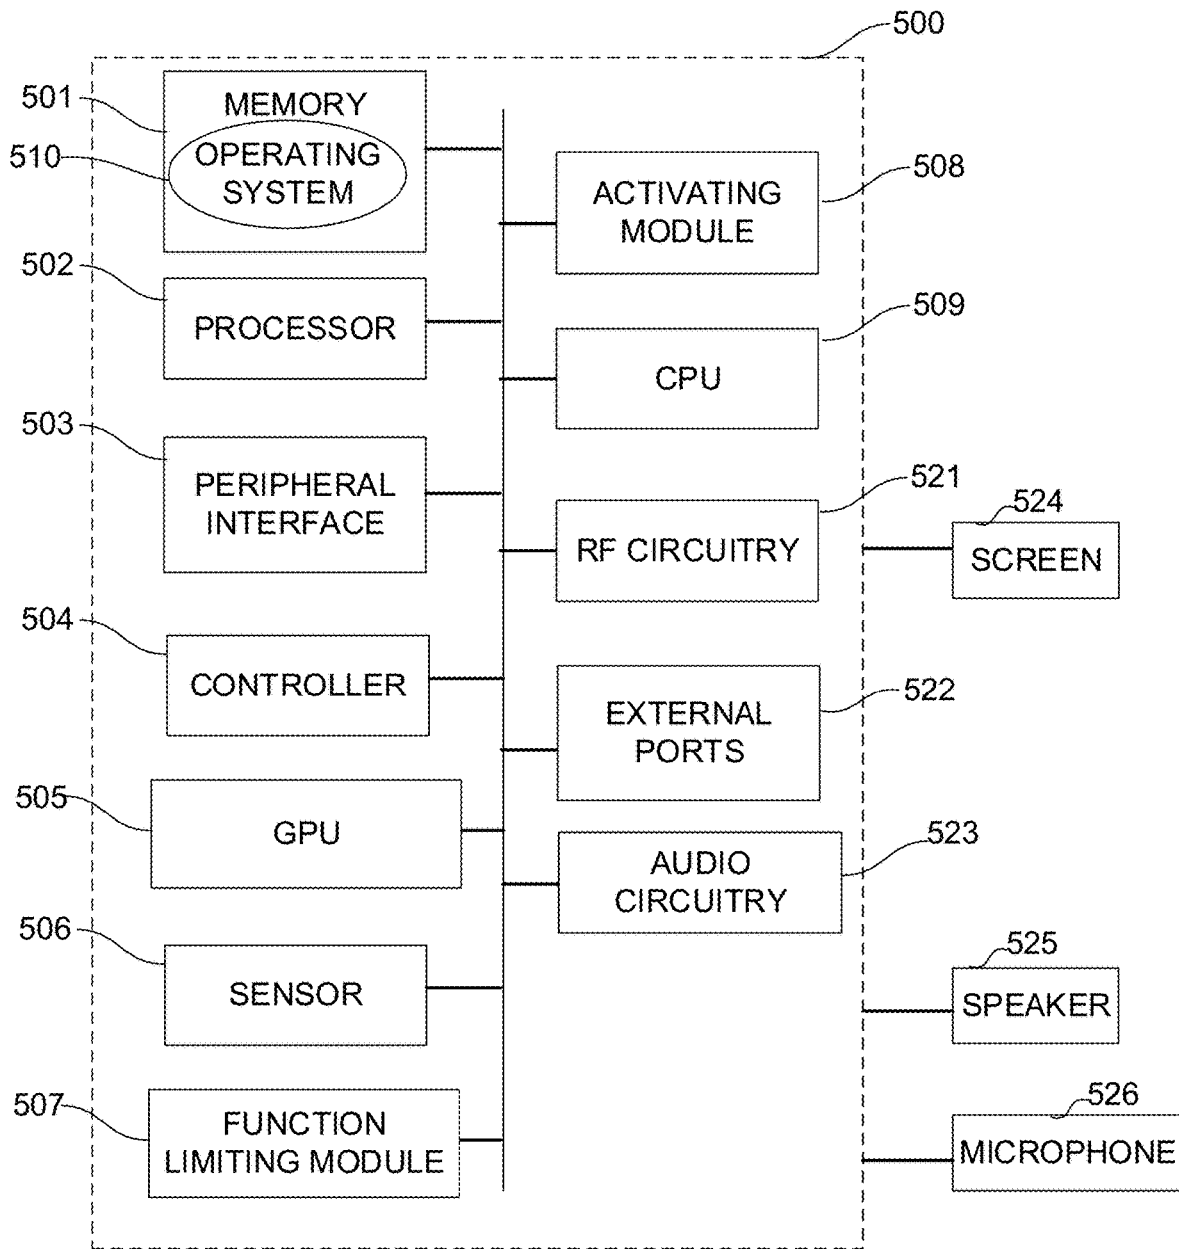 500
501
MEMORY
510
OPERATING
SYSTEM
502
PROCESSOR
503
PERIPHERAL
INTERFACE
504
CONTROLLER
505
GPU
506
SENSOR
507
FUNCTION
LIMITING MODULE
508
ACTIVATING
MODULE
509
CPU
521
RF CIRCUITRY
522
EXTERNAL
PORTS
523
AUDIO
CIRCUITRY
524
SCREEN
525
SPEAKER
526
MICROPHONE